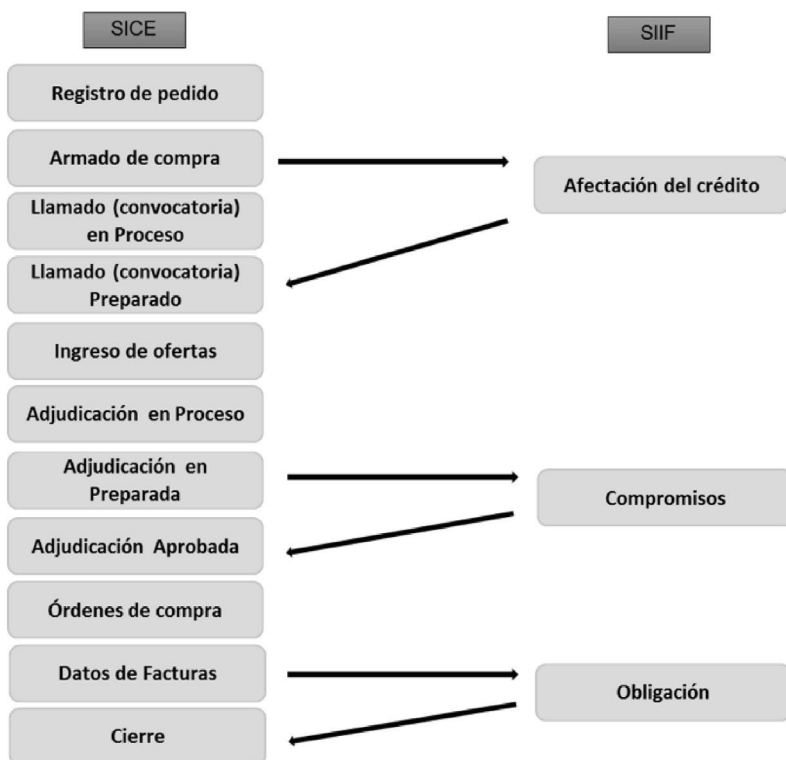 SICE
SIIF
Registro de pedido
Armado de compra
Afectación del crédito
Llamado (convocatoria)
en Proceso
Llamado (convocatoria)
Preparado
Ingreso de ofertas
Adjudicación en Proceso
Adjudicación en
Preparada
Compromisos
Adjudicación Aprobada
Órdenes de compra
Datos de Facturas
Obligación
Cierre